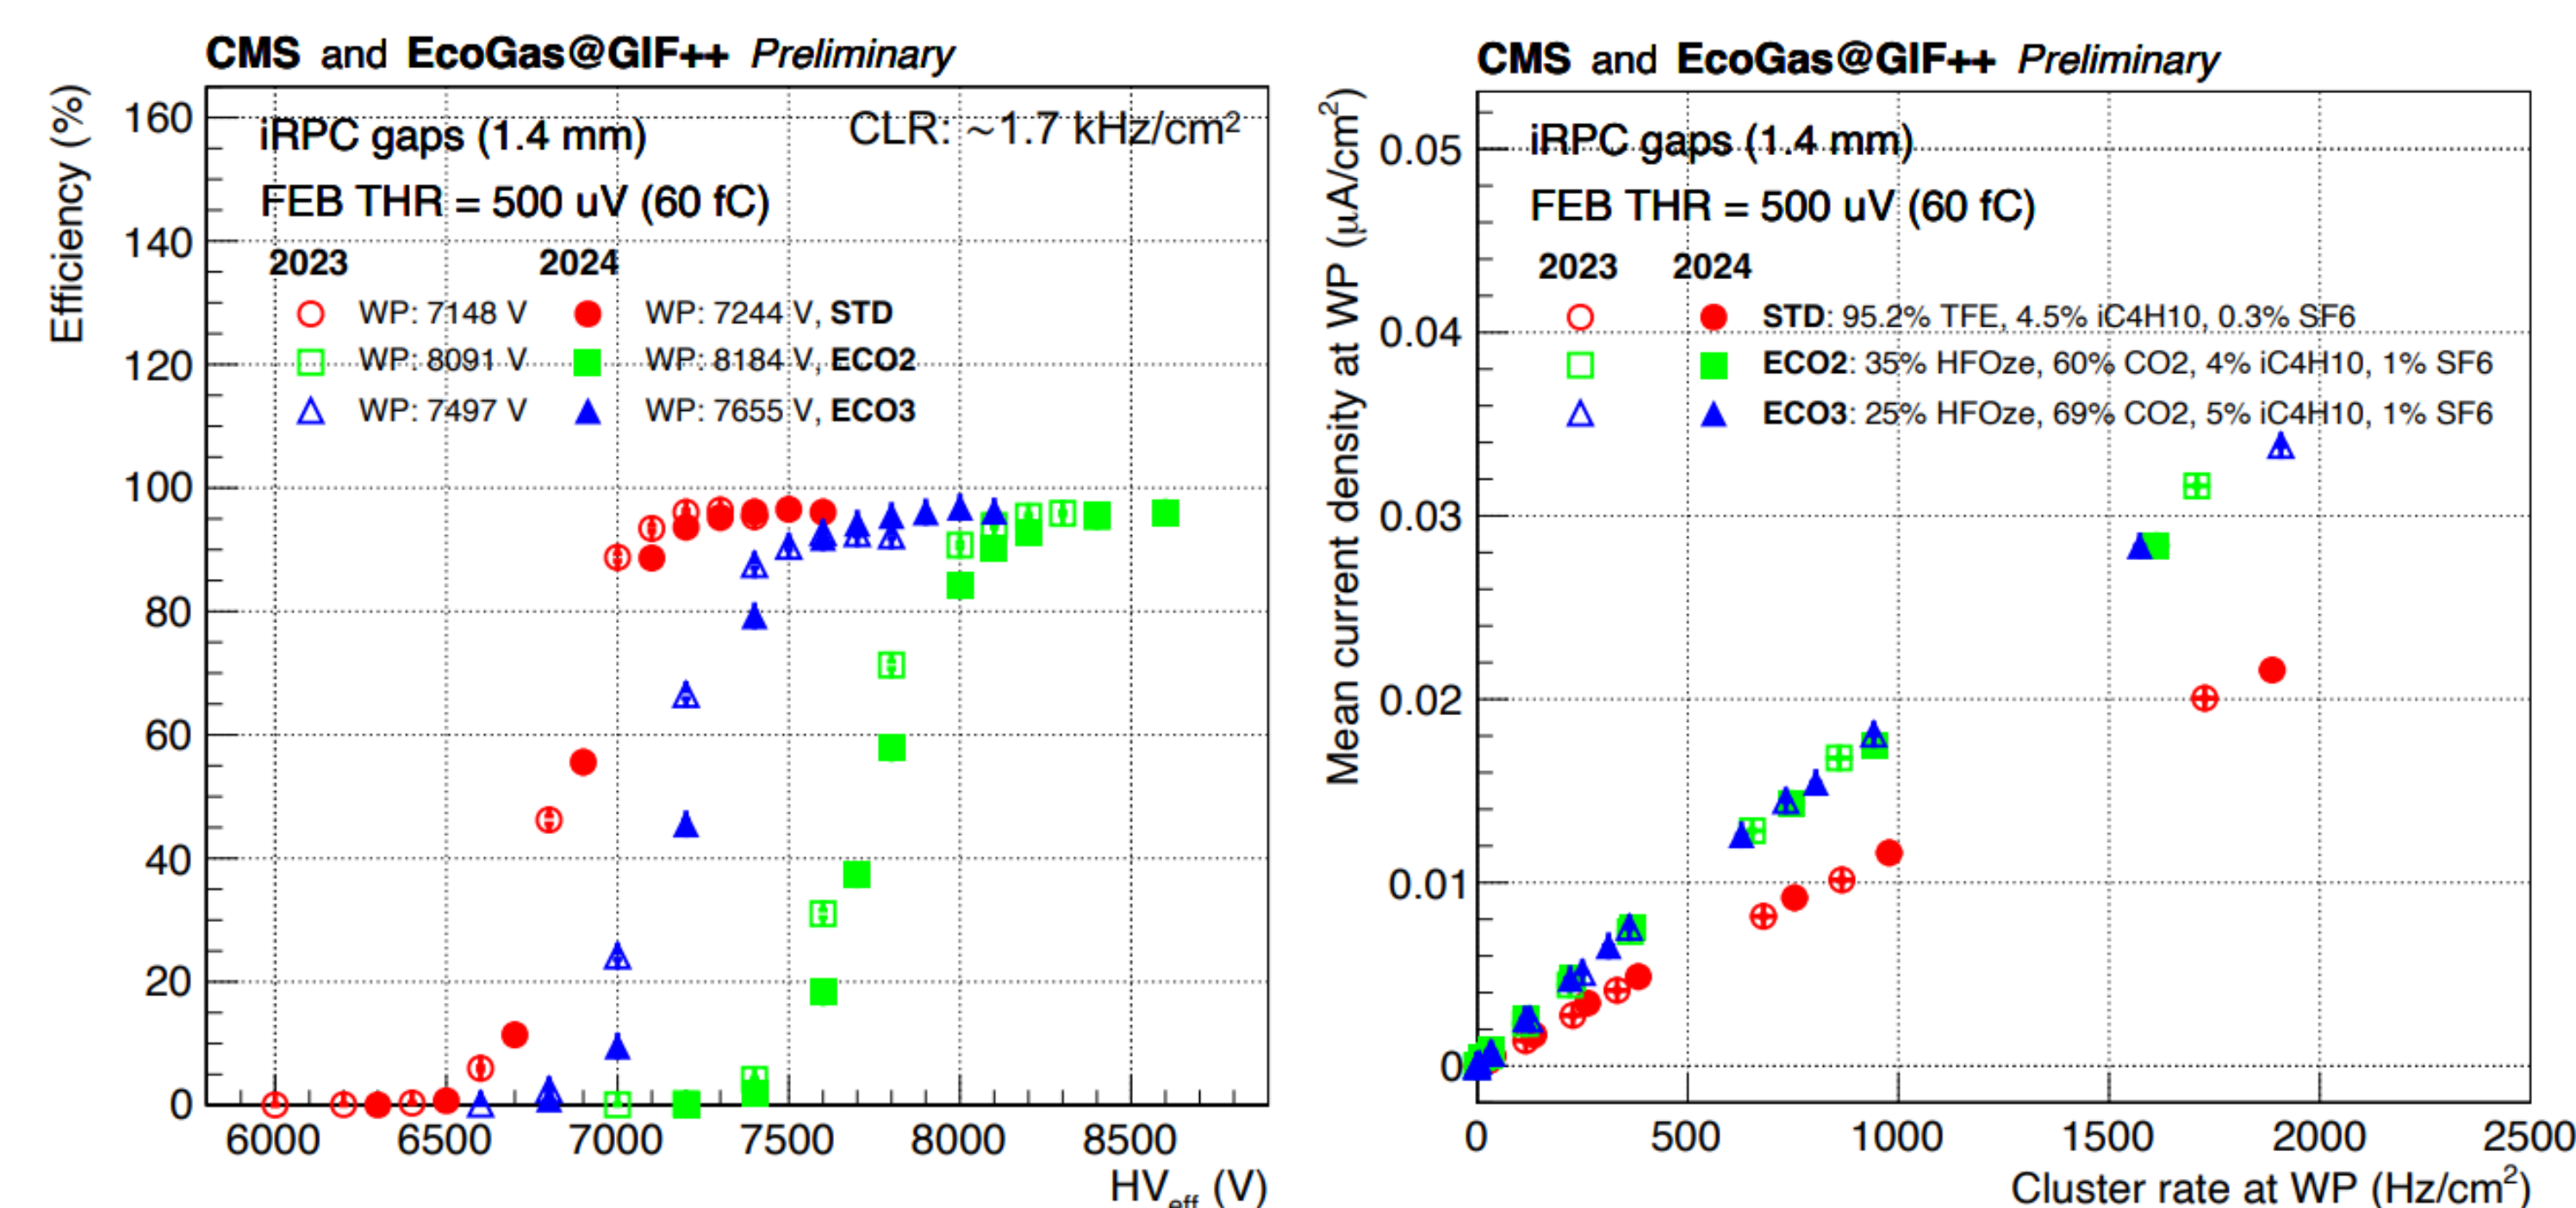 CMS and EcoGas@GIF++ Preliminary
Efficiency (%)
iRPC gaps (1.4 mm)
CLR: ~1.7 kHz/cm²
FEB THR = 500 uV (60 fC)
2023 2024
WP: 7148 V WP: 7244 V, STD
WP: 8091 V WP: 8184 V, ECO2
WP: 7497 V WP: 7655 V, ECO3
160
140
120
100
80
60
40
20
0
6000 6500 7000 7500 8000 8500
HVeff (V)
CMS and EcoGas@GIF++ Preliminary
Mean current density at WP (μA/cm²)
iRPC gaps (1.4 mm)
FEB THR = 500 uV (60 fC)
2023 2024
STD: 95.2% TFE, 4.5% iC4H10, 0.3% SF6
ECO2: 35% HFOze, 60% CO2, 4% iC4H10, 1% SF6
ECO3: 25% HFOze, 69% CO2, 5% iC4H10, 1% SF6
0.05
0.04
0.03
0.02
0.01
0
0 500 1000 1500 2000 2500
Cluster rate at WP (Hz/cm²)